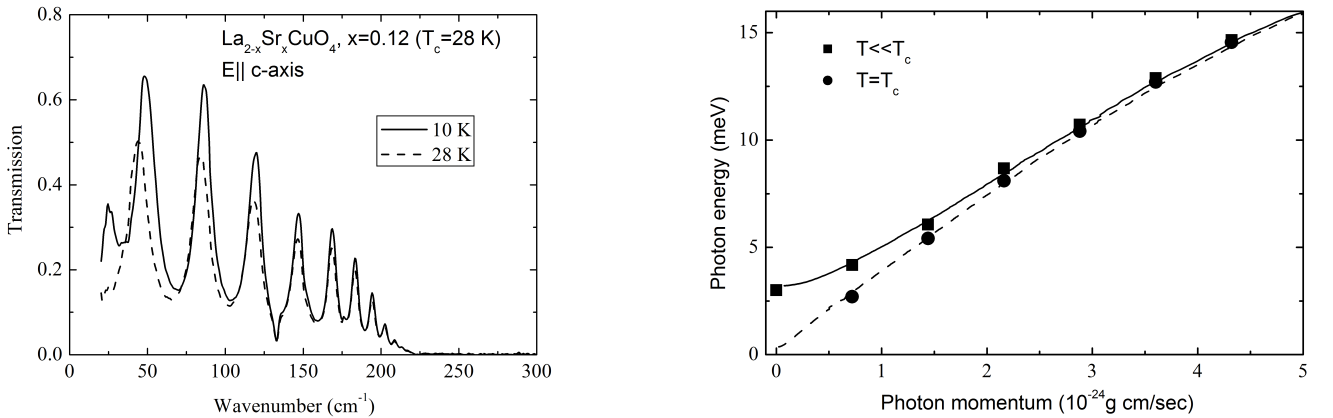 0.8
0.6
0.4
0.2
0.0
Transmission
La2-xSrxCuO4, x=0.12 (Tc=28 K)
E|| c-axis
10 K
28 K
0 50 100 150 200 250 300
Wavenumber (cm-1)
15
10
5
0
Photon energy (meV)
T<<Tc
T=Tc
0 1 2 3 4 5
Photon momentum (10-24g cm/sec)